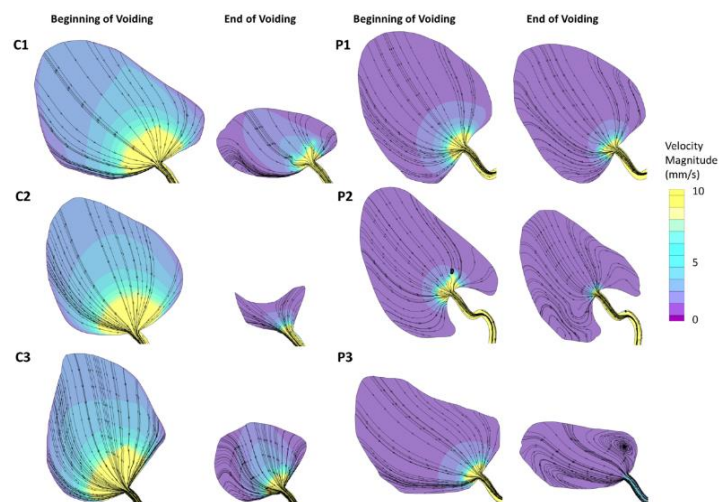 Beginning of Voiding
End of Voiding
Beginning of Voiding
End of Voiding
C1
P1
Velocity
Magnitude
(mm/s)
10
5
0
C2
P2
C3
P3